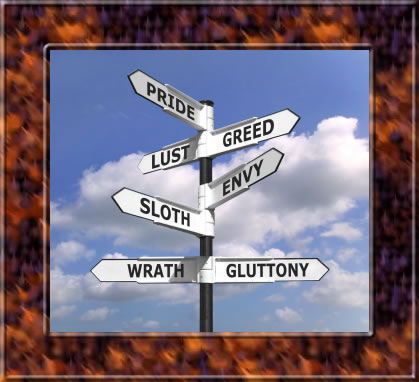 PRIDE
GREED
LUST
ENVY
SLOTH
WRATH
GLUTTONY